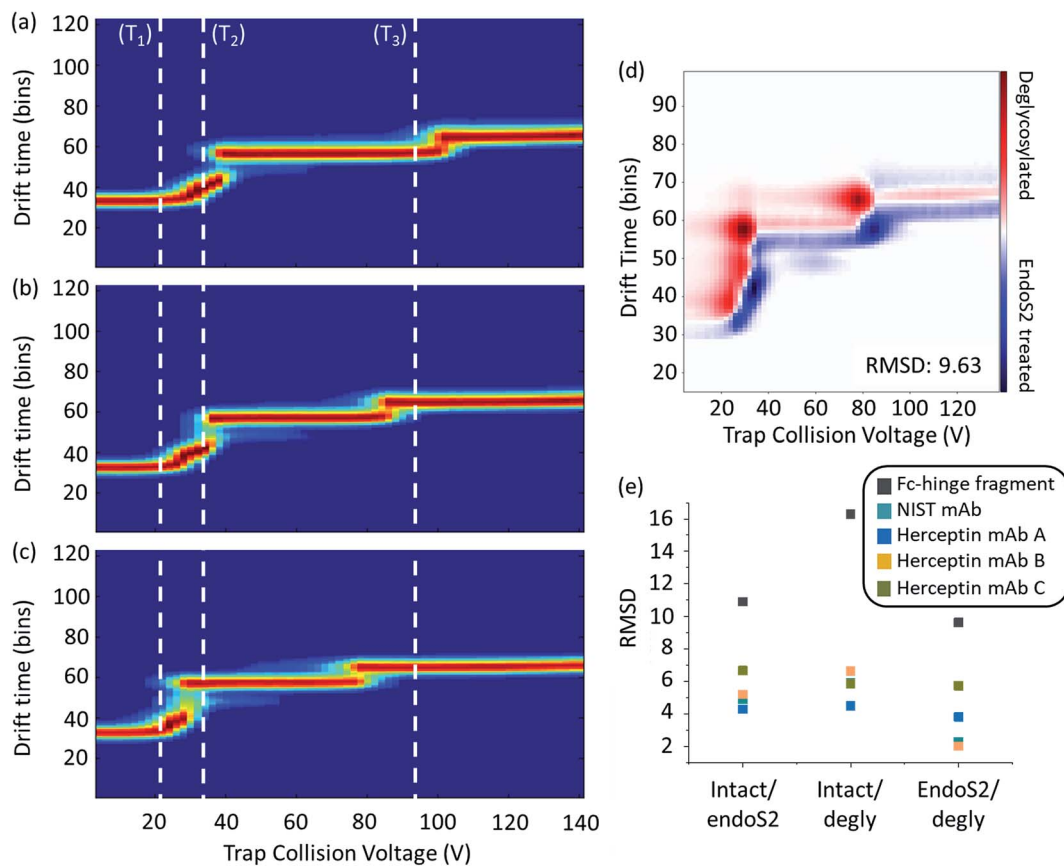 (a)
(T₁)
(T₂)
(T₃)
120
100
80
60
40
20
Drift time (bins)
(b)
120
100
80
60
40
20
Drift time (bins)
(c)
120
100
80
60
40
20
Drift time (bins)
20
40
60
80
100
120
140
Trap Collision Voltage (V)
(d)
90
80
70
60
50
40
30
20
Drift Time (bins)
RMSD: 9.63
20
40
60
80
100
120
Trap Collision Voltage (V)
Deglycosylated
EndoS2 treated
(e)
Fc-hinge fragment
NIST mAb
Herceptin mAb A
Herceptin mAb B
Herceptin mAb C
16
14
12
10
8
6
4
2
RMSD
Intact/
endoS2
Intact/
degly
EndoS2/
degly